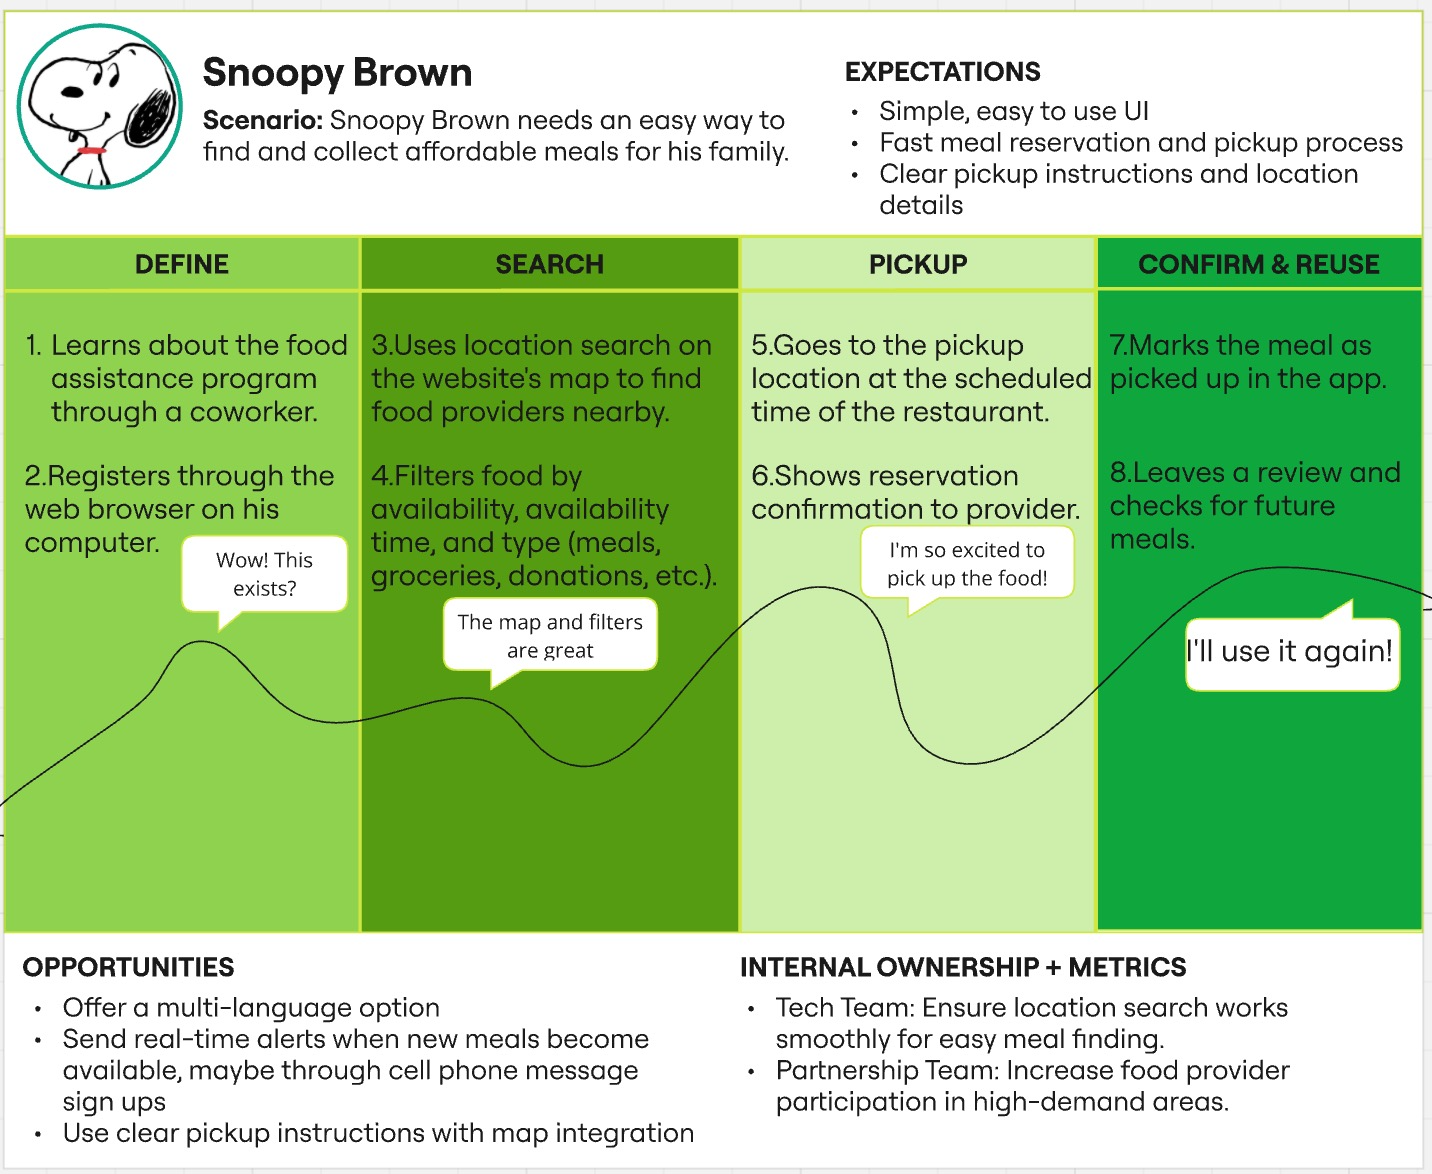 Snoopy Brown
Scenario: Snoopy Brown needs an easy way to
find and collect affordable meals for his family.
EXPECTATIONS
• Simple, easy to use UI
• Fast meal reservation and pickup process
• Clear pickup instructions and location
details
DEFINE
1. Learns about the food
assistance program
through a coworker.
2.Registers through the
web browser on his
computer.
Wow! This
exists?
SEARCH
3.Uses location search on
the website's map to find
food providers nearby.
4.Filters food by
availability, availability
time, and type (meals,
groceries, donations, etc.).
The map and filters
are great
PICKUP
5.Goes to the pickup
location at the scheduled
time of the restaurant.
6.Shows reservation
confirmation to provider.
I'm so excited to
pick up the food!
CONFIRM & REUSE
7.Marks the meal as
picked up in the app.
8.Leaves a review and
checks for future
meals.
I'll use it again!
OPPORTUNITIES
• Offer a multi-language option
• Send real-time alerts when new meals become
available, maybe through cell phone message
sign ups
• Use clear pickup instructions with map integration
INTERNAL OWNERSHIP + METRICS
• Tech Team: Ensure location search works
smoothly for easy meal finding.
• Partnership Team: Increase food provider
participation in high-demand areas.